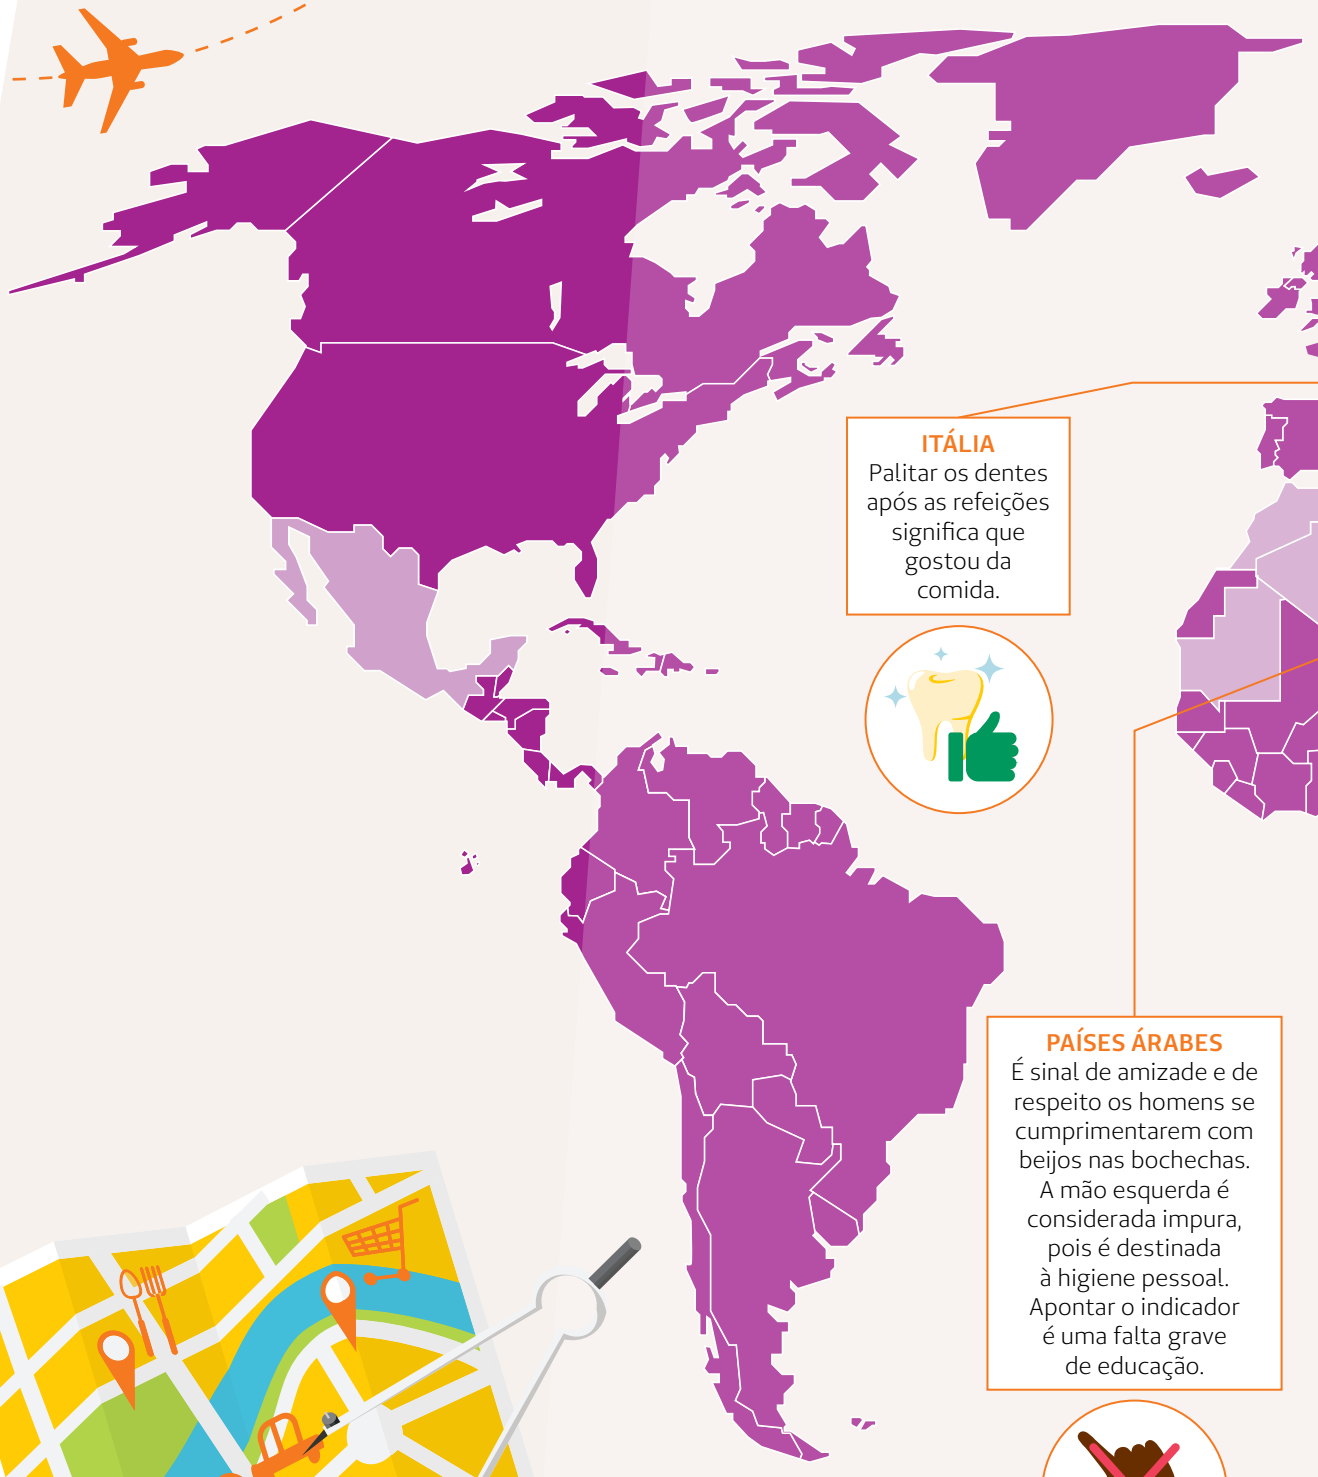 ITÁLIA
Palitar os dentes
após as refeições
significa que
gostou da
comida.
PAÍSES ÁRABES
É sinal de amizade e de
respeito os homens se
cumprimentarem com
beijos nas bochechas.
A mão esquerda é
considerada impura,
pois é destinada
à higiene pessoal.
Apontar o indicador
é uma falta grave
de educação.